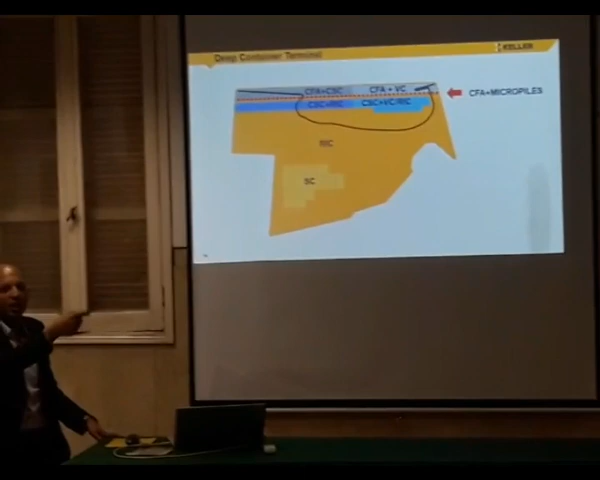 Deep Container Terminal
KELLER
CFA+CSC
CFA + VC
CFA+MICROPILES
CSC+RIC
CSC+VC/RIC
RIC
SC